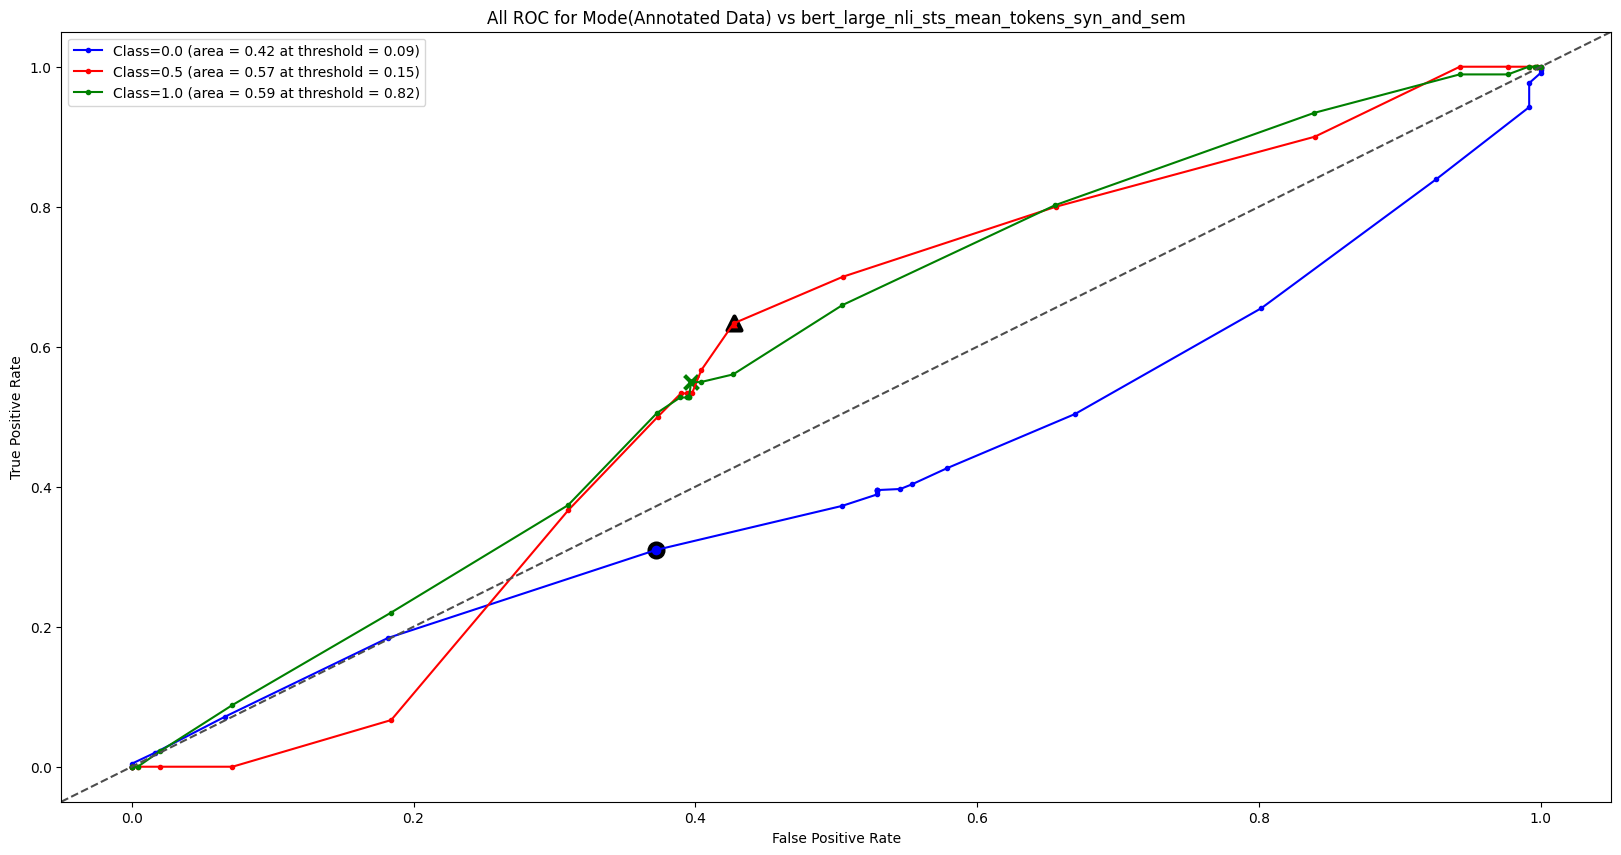 All ROC for Mode(Annotated Data) vs bert_large_nli_sts_mean_tokens_syn_and_sem
Class=0.0 (area = 0.42 at threshold = 0.09)
Class=0.5 (area = 0.57 at threshold = 0.15)
Class=1.0 (area = 0.59 at threshold = 0.82)
True Positive Rate
1.0
0.8
0.6
0.4
0.2
0.0
0.0 0.2 0.4 0.6 0.8 1.0
False Positive Rate